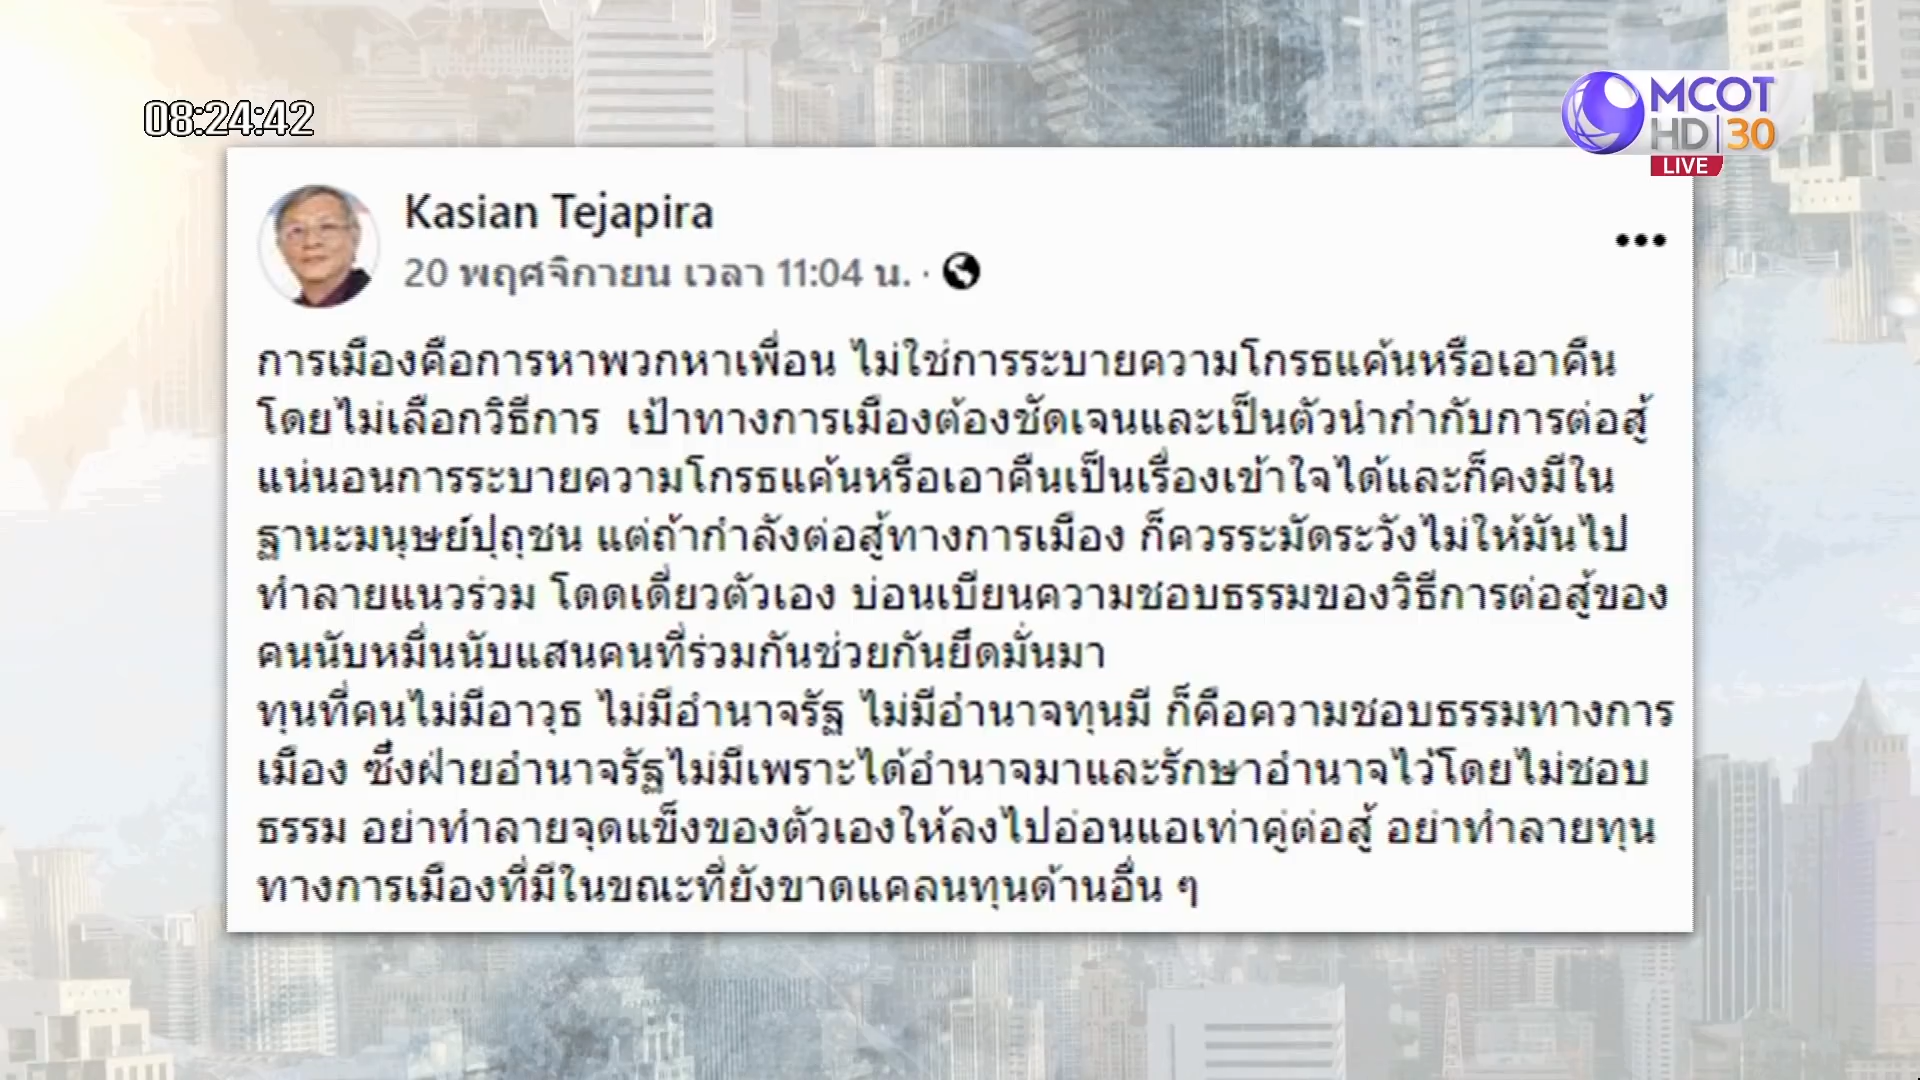 08:24:42
MCOT
HD 30
LIVE
Kasian Tejapira
20 พฤศจิกายน เวลา 11:04 น. ·
การเมืองคือการหาพวกหาเพื่อน ไม่ใช่การระบายความโกรธแค้นหรือเอาคืน
โดยไม่เลือกวิธีการ เป้าทางการเมืองต้องชัดเจนและเป็นตัวนำกำกับการต่อสู้
แน่นอนการระบายความโกรธแค้นหรือเอาคืนเป็นเรื่องเข้าใจได้และก็คงมีใน
ฐานะมนุษย์ปุถุชน แต่ถ้ากำลังต่อสู้ทางการเมือง ก็ควรระมัดระวังไม่ให้มันไป
ทำลายแนวร่วม โดดเดี่ยวตัวเอง บ่อนเบียนความชอบธรรมของวิธีการต่อสู้ของ
คนนับหมื่นนับแสนคนที่ร่วมกันช่วยกันยึดมั่นมา
ทุนที่คนไม่มีอาวุธ ไม่มีอำนาจรัฐ ไม่มีอำนาจทุนมี ก็คือความชอบธรรมทางการ
เมือง ซึ่งฝ่ายอำนาจรัฐไม่มีเพราะได้อำนาจมาและรักษาอำนาจไว้โดยไม่ชอบ
ธรรม อย่าทำลายจุดแข็งของตัวเองให้ลงไปอ่อนแอเท่าคู่ต่อสู้ อย่าทำลายทุน
ทางการเมืองที่มีในขณะที่ยังขาดแคลนทุนด้านอื่น ๆ